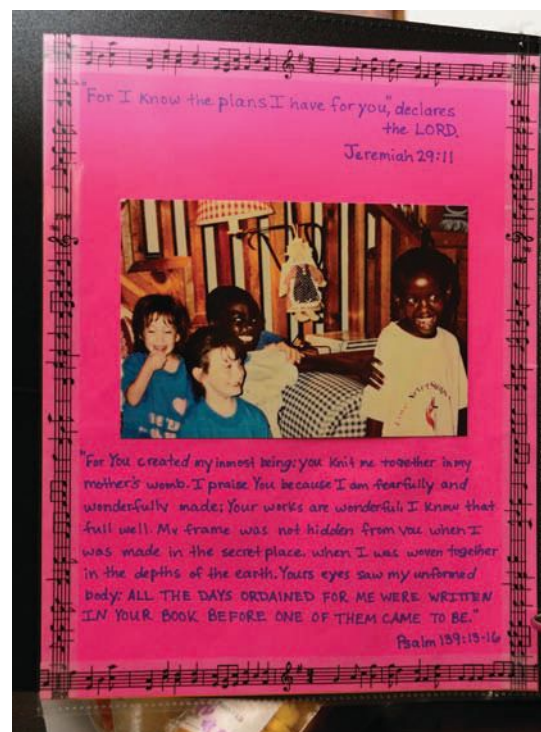 "For I know the plans I have for you," declares
the LORD.
Jeremiah 29:11
"For You created my inmost being; you knit me together in my
mother's womb. I praise You because I am fearfully and
wonderfully made; Your works are wonderful, I know that
full well. My frame was not hidden from you when I
was made in the secret place. when I was woven together
in the depths of the earth. Yours eyes saw my unformed
body: ALL THE DAYS ORDAINED FOR ME WERE WRITTEN
IN YOUR BOOK BEFORE ONE OF THEM CAME TO BE."
Psalm 139:13-16